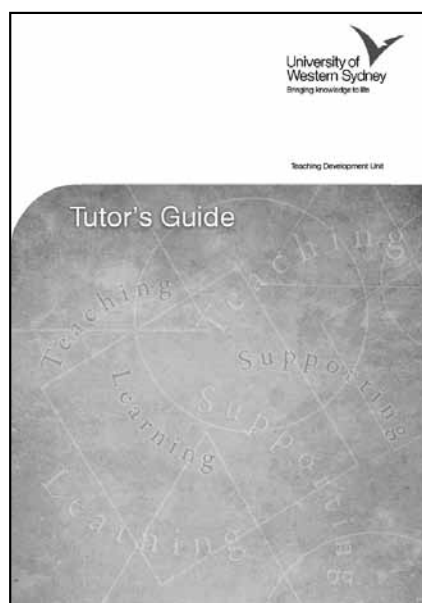 University of
Western Sydney
Bringing knowledge to life
Teaching Development Unit
Tutor's Guide
Teaching
Teaching
Supporting
Learning
Supporting
Learning